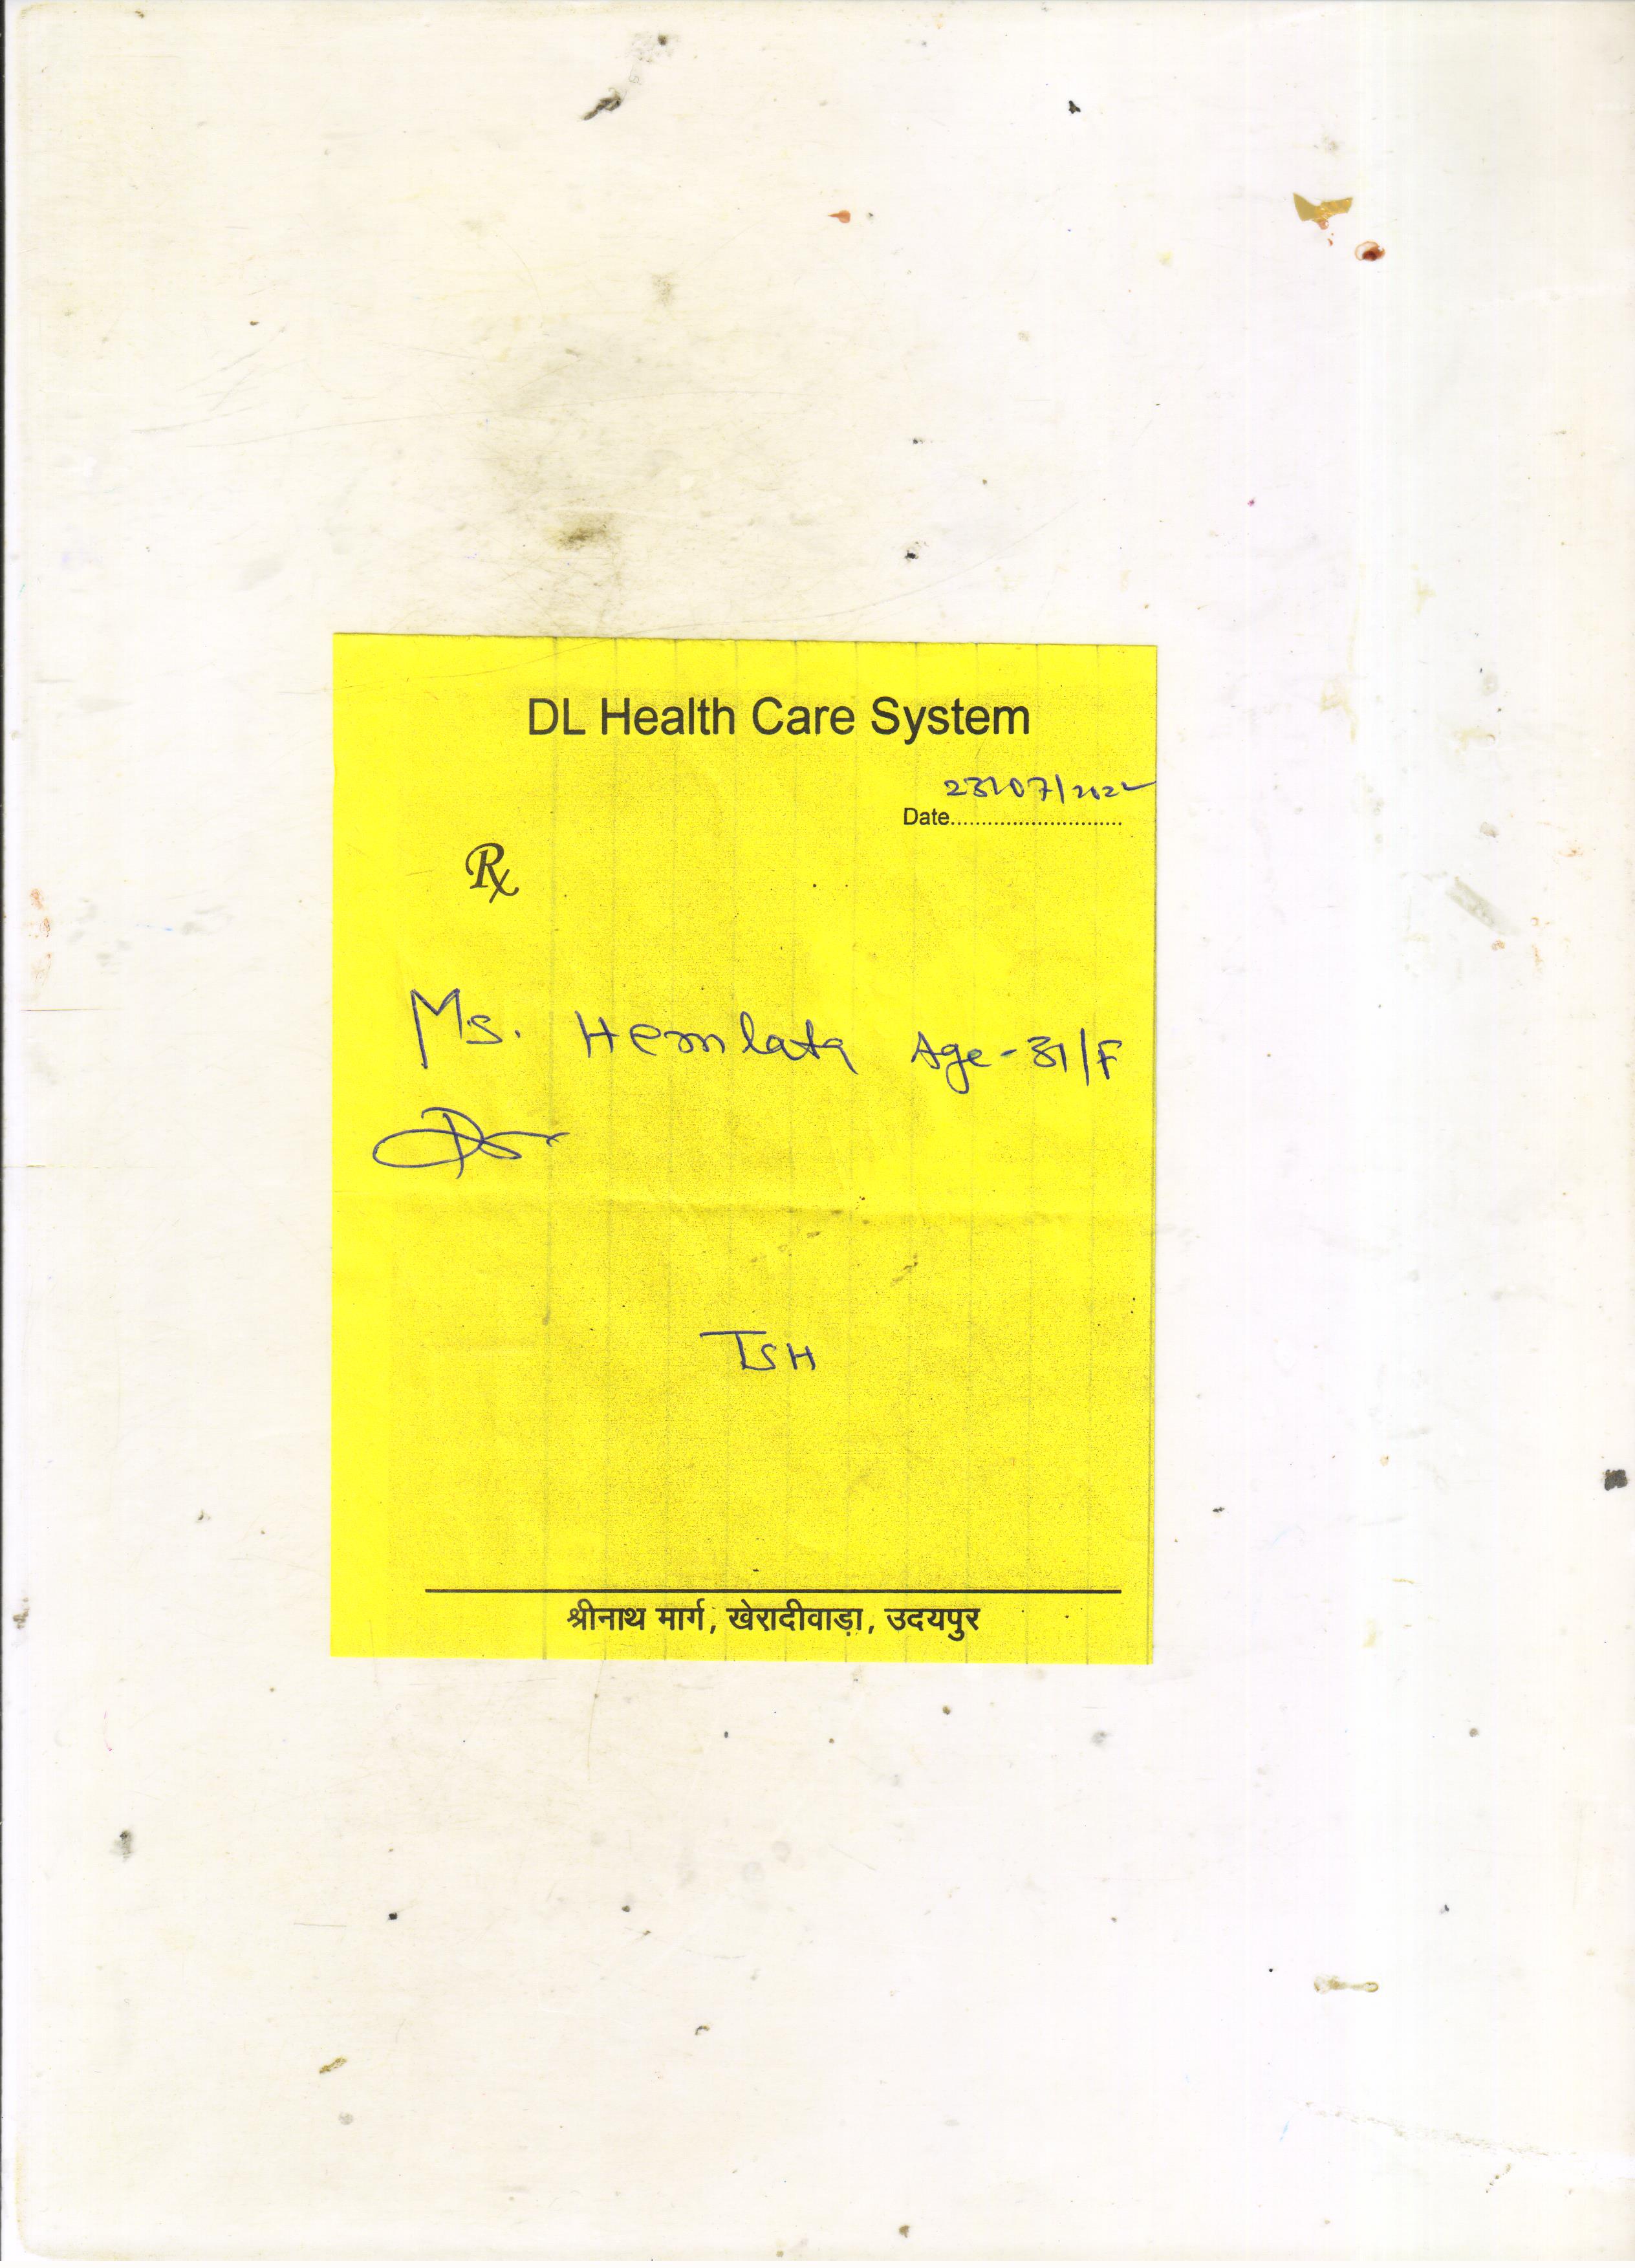 DL Health Care System
23/07/2022
Date............................
Rx
Ms. Hemlata Age - 31/F
TSH
श्रीनाथ मार्ग, खेरादीवाड़ा, उदयपुर